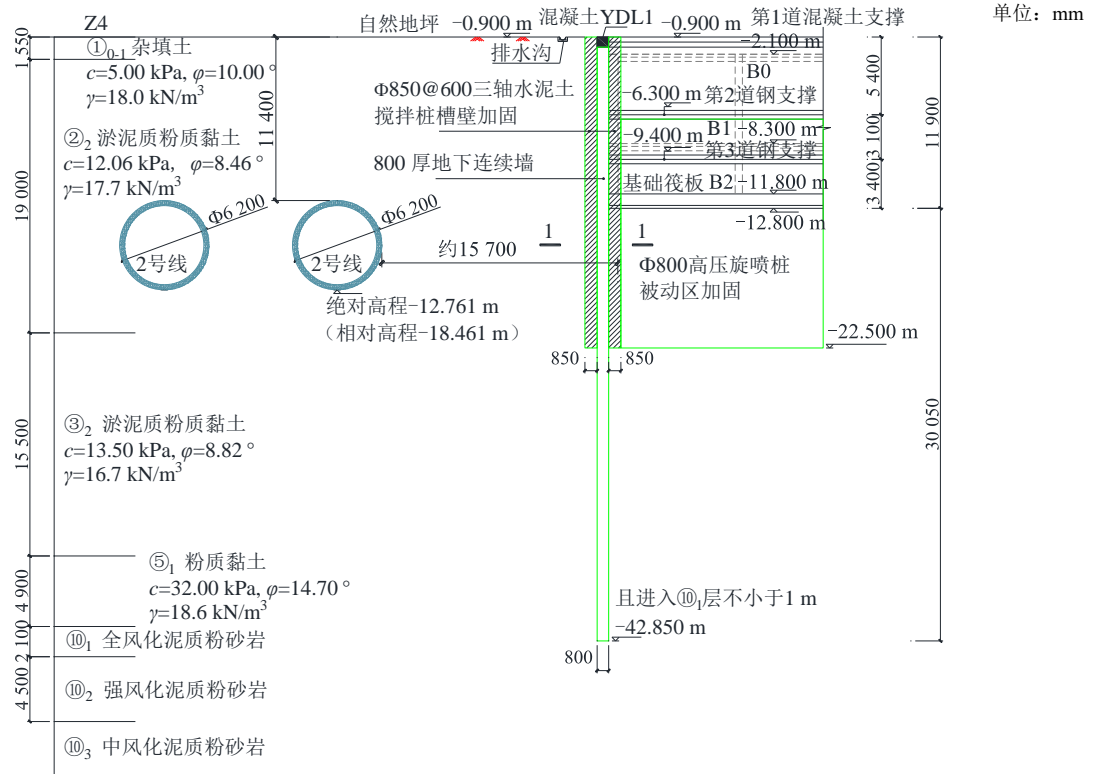 单位：mm
Z4
自然地坪
-0.900 m
混凝土YDL1
-0.900 m
第1道混凝土支撑
1 550
①0-1 杂填土
c=5.00 kPa, φ=10.00 °
γ=18.0 kN/m3
排水沟
-2.100 m
B0
5 400
11 400
Φ850@600三轴水泥土
搅拌桩槽壁加固
-6.300 m
第2道钢支撑
11 900
②2 淤泥质粉质黏土
c=12.06 kPa, φ=8.46 °
γ=17.7 kN/m3
19 000
-9.400 m
B1
-8.300 m
3100
第3道钢支撑
800 厚地下连续墙
基础筏板 B2
-11.800 m
3 400
-12.800 m
Φ6 200
2号线
Φ6 200
2号线
约15 700
1
1
Φ800高压旋喷桩
被动区加固
绝对高程-12.761 m
（相对高程-18.461 m）
-22.500 m
850
850
③2 淤泥质粉质黏土
c=13.50 kPa, φ=8.82 °
γ=16.7 kN/m3
15 500
30 050
⑤1 粉质黏土
c=32.00 kPa, φ=14.70 °
γ=18.6 kN/m3
4 900
且进入⑩1层不小于1 m
-42.850 m
800
⑩1 全风化泥质粉砂岩
2 100
⑩2 强风化泥质粉砂岩
4 500
⑩3 中风化泥质粉砂岩